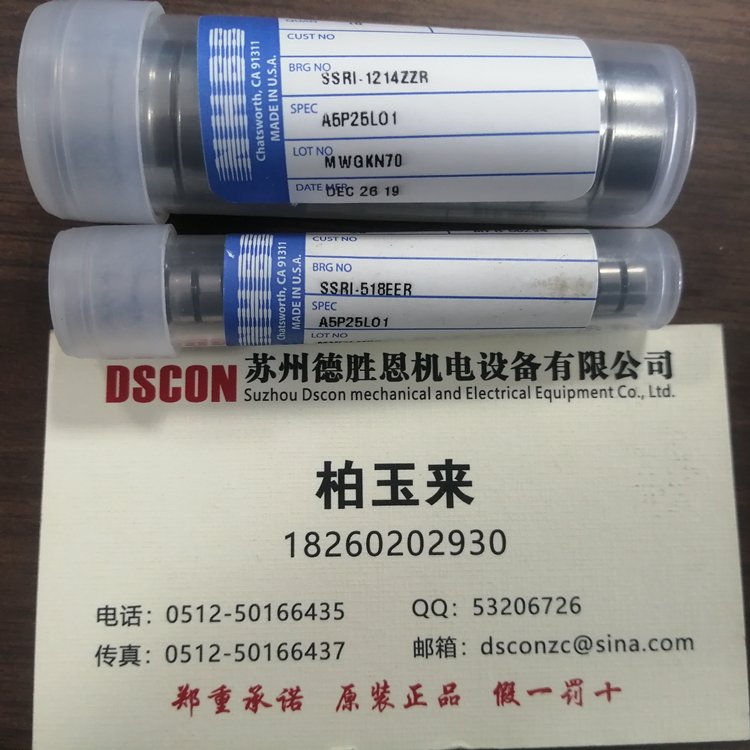 CUST NO
BRG NO
SSRI-1214ZZR
SPEC
A5P25LO1
LOT NO
MWGKN70
DATE MFR
DEC 26 19
Chatsworth, CA 91311
MADE IN U.S.A.
CUST NO
BRG NO
SSRI-518EER
SPEC
A5P25LO1
LOT NO
Chatsworth, CA 91311
MADE IN U.S.A.
DSCON 苏州德胜恩机电设备有限公司
Suzhou Dscon mechanical and Electrical Equipment Co., Ltd.
柏玉来
18260202930
电话：0512-50166435 QQ：53206726
传真：0512-50166437 邮箱：dsconzc@sina.com
郑重承诺 原装正品 假一罚十